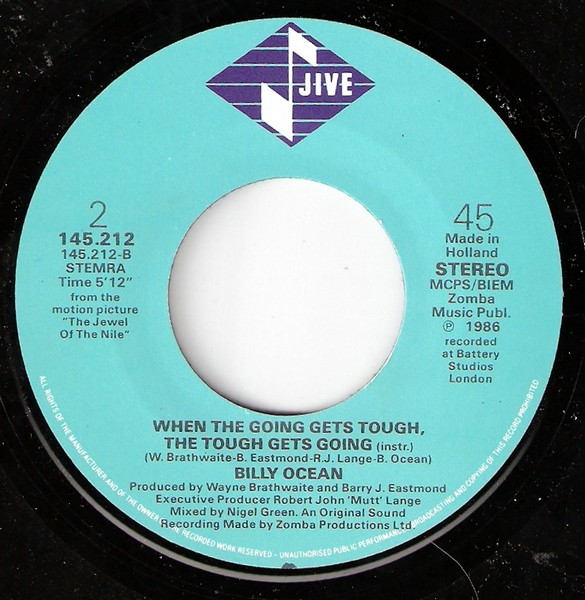 JIVE
2
145.212
145.212-B
STEMRA
Time 5'12"
from the
motion picture
"The Jewel
Of The Nile"
45
Made in
Holland
STEREO
MCPS/BIEM
Zomba
Music Publ.
℗ 1986
recorded
at Battery
Studios
London
WHEN THE GOING GETS TOUGH,
THE TOUGH GETS GOING (instr.)
(W. Brathwaite-B. Eastmond-R.J. Lange-B. Ocean)
BILLY OCEAN
Produced by Wayne Brathwaite and Barry J. Eastmond
Executive Producer Robert John 'Mutt' Lange
Mixed by Nigel Green. An Original Sound
Recording Made by Zomba Productions Ltd.
ALL RIGHTS OF THE MANUFACTURER AND OF THE OWNER OF THE RECORDED WORK RESERVED - UNAUTHORISED PUBLIC PERFORMANCE, BROADCASTING AND COPYING OF THIS RECORD PROHIBITED